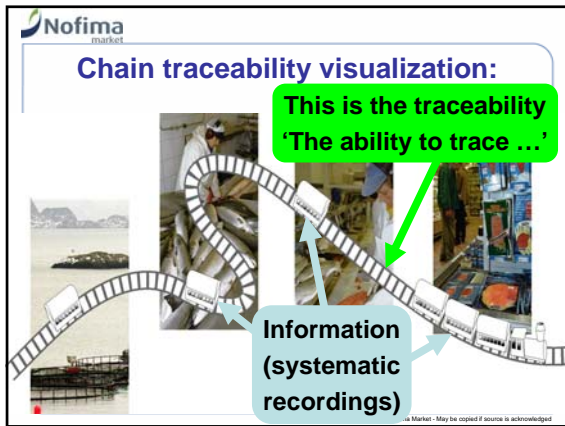 Nofima
market
Chain traceability visualization:
This is the traceability
‘The ability to trace …’
Information
(systematic
recordings)
Market - May be copied if source is acknowledged